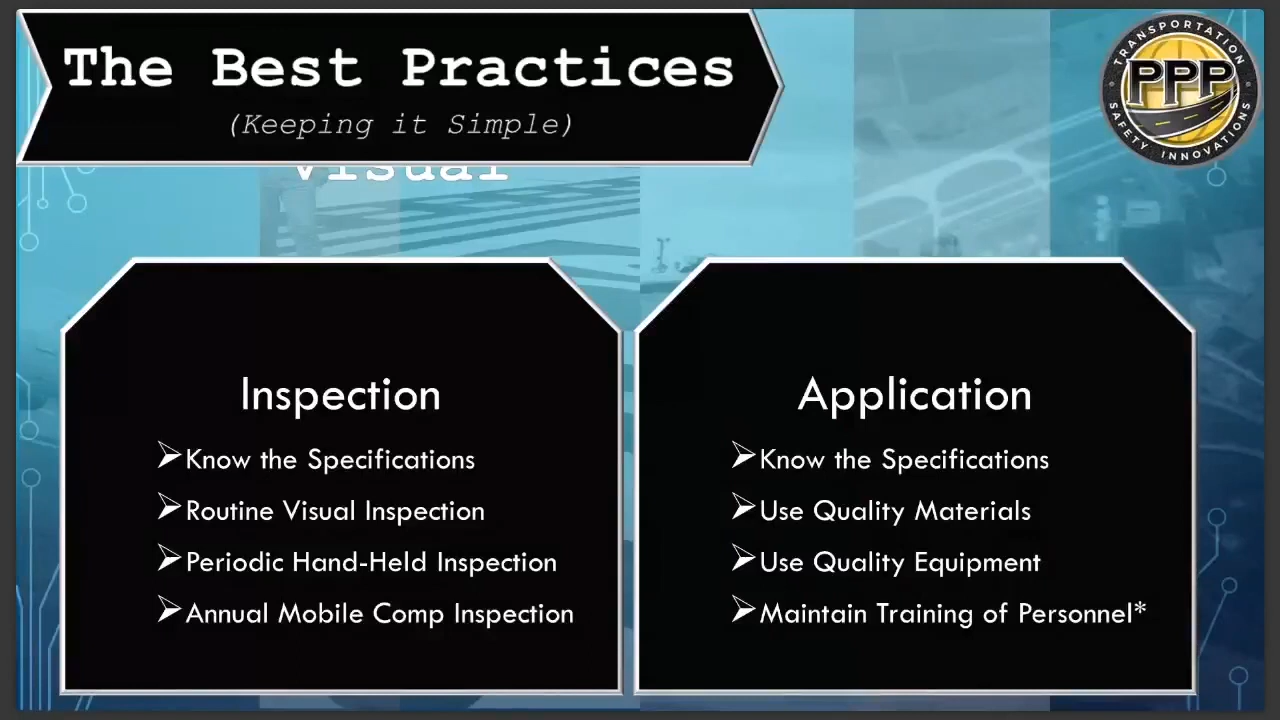 The Best Practices
(Keeping it Simple)
Visual
TRANSPORTATION
PPP
SAFETY INNOVATIONS
Inspection
➢Know the Specifications
➢Routine Visual Inspection
➢Periodic Hand-Held Inspection
➢Annual Mobile Comp Inspection
Application
➢Know the Specifications
➢Use Quality Materials
➢Use Quality Equipment
➢Maintain Training of Personnel*